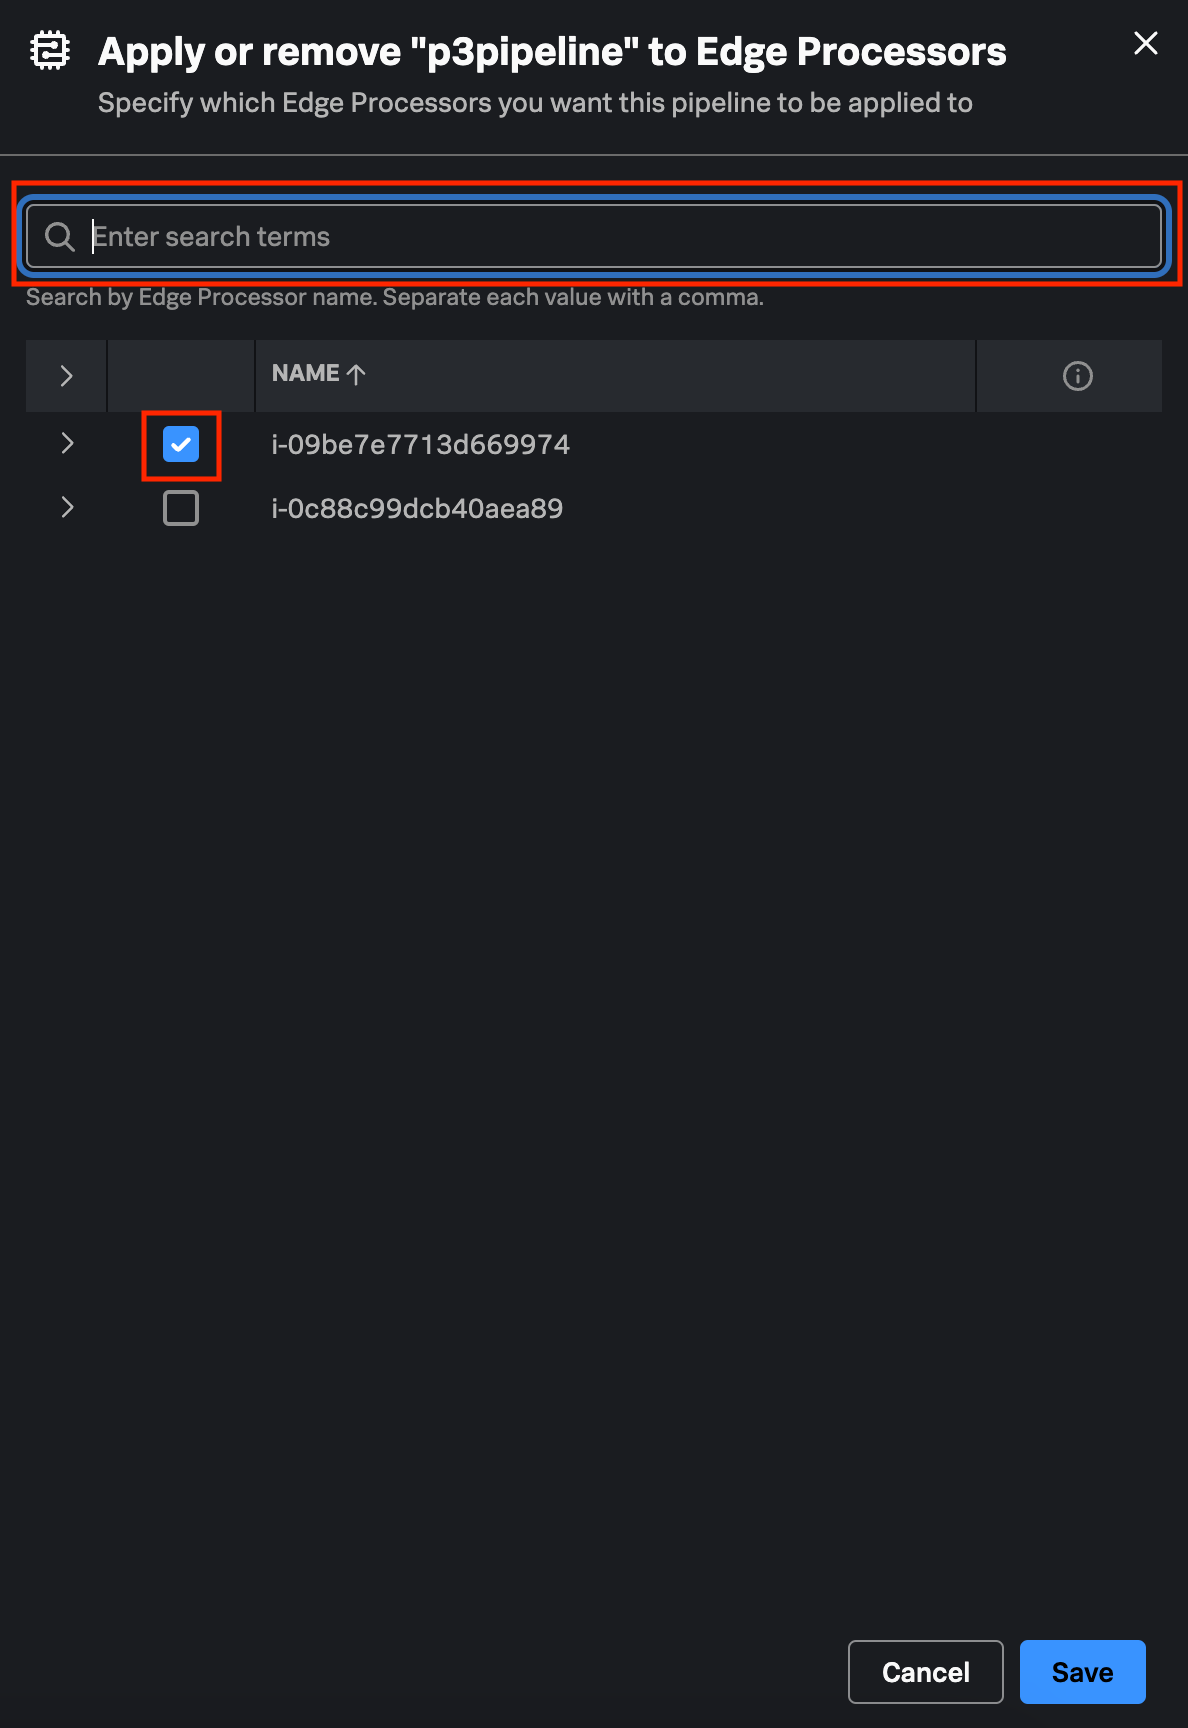 Apply or remove "p3pipeline" to Edge Processors
Specify which Edge Processors you want this pipeline to be applied to
Enter search terms
Search by Edge Processor name. Separate each value with a comma.
NAME
i-09be7e7713d669974
i-0c88c99dcb40aea89
Cancel
Save